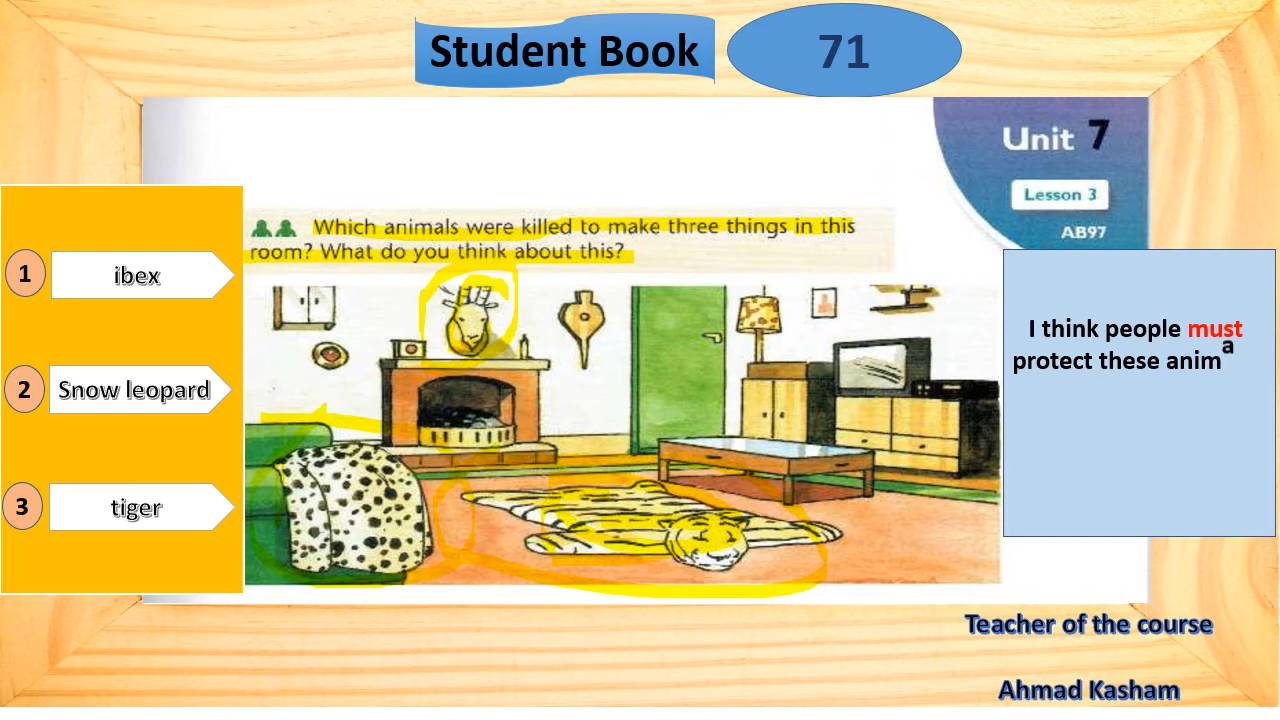 Student Book
71
Unit 7
Lesson 3
AB97
Which animals were killed to make three things in this
room? What do you think about this?
1
ibex
2
Snow leopard
3
tiger
I think people must
protect these anima
Teacher of the course
Ahmad Kasham